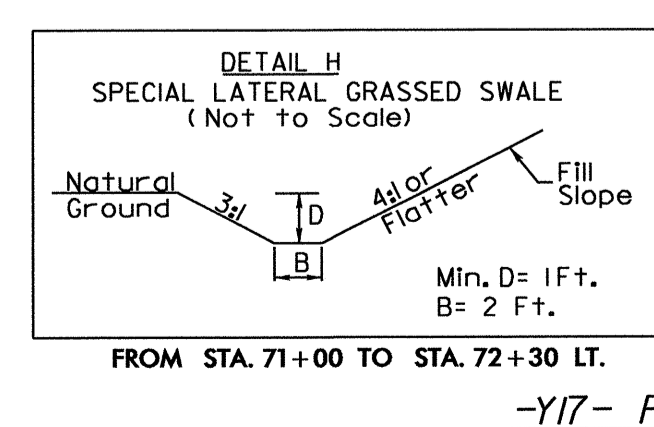 DETAIL H
SPECIAL LATERAL GRASSED SWALE
(Not to Scale)
Natural
Ground
3:1
D
B
4:1 or
Flatter
Fill
Slope
Min. D= 1Ft.
B= 2 Ft.
FROM STA. 71+00 TO STA. 72+30 LT.
-Y17-